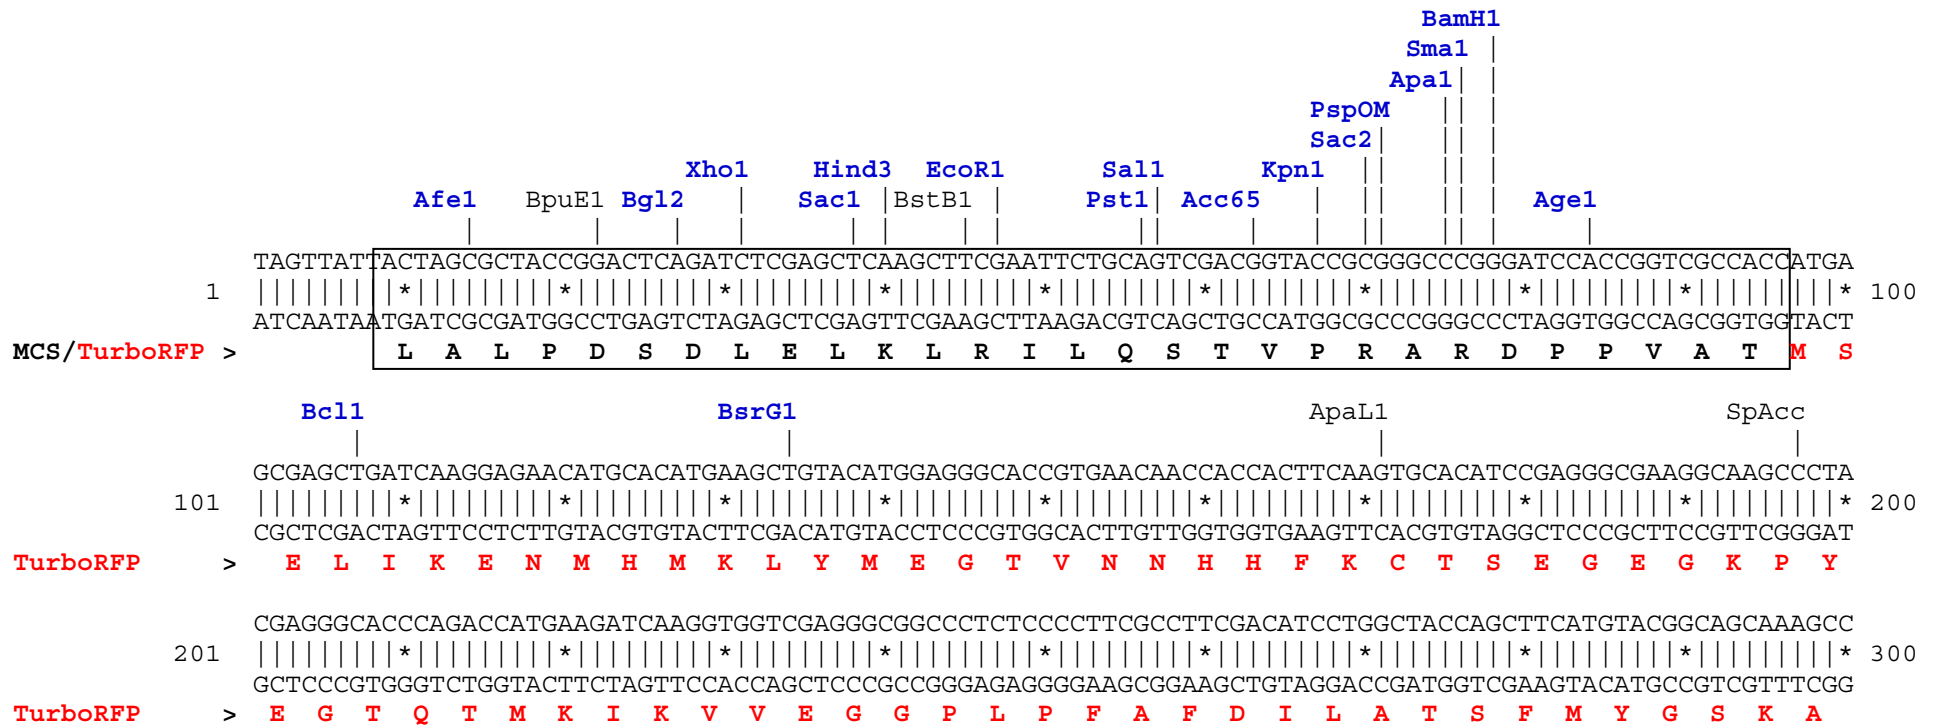 BamH1
Sma1 |
Apa1| |
PspOM || |
Sac2| || |
Xho1 Hind3 EcoR1 Sal1 Kpn1 || || |
Afe1 BpuE1 Bgl2 | Sac1 |BstB1 | Pst1| Acc65 | || || | Age1
| | | | | | | | || | | || || | |
TAGTTATTACTAGCGCTACCGGACTCAGATCTCGAGCTCAAGCTTCGAATTCTGCAGTCGACGGTACCGCGGGCCCGGGATCCACCGGTCGCCACCATGA
1 |||||||||*|||||||||*|||||||||*|||||||||*|||||||||*|||||||||*|||||||||*|||||||||*|||||||||*|||||||||* 100
ATCAATAATGATCGCGATGGCCTGAGTCTAGAGCTCGAGTTCGAAGCTTAAGACGTCAGCTGCCATGGCGCCCGGGCCCTAGGTGGCCAGCGGTGGTACT
MCS/TurboRFP > L A L P D S D L E L K L R I L Q S T V P R A R D P P V A T M S
Bcl1 BsrG1 ApaL1 SpAcc
| | | |
GCGAGCTGATCAAGGAGAACATGCACATGAAGCTGTACATGGAGGGCACCGTGAACAACCACCACTTCAAGTGCACATCCGAGGGCGAAGGCAAGCCCTA
101 |||||||||*|||||||||*|||||||||*|||||||||*|||||||||*|||||||||*|||||||||*|||||||||*|||||||||*|||||||||* 200
CGCTCGACTAGTTCCTCTTGTACGTGTACTTCGACATGTACCTCCCGTGGCACTTGTTGGTGGTGAAGTTCACGTGTAGGCTCCCGCTTCCGTTCGGGAT
TurboRFP > E L I K E N M H M K L Y M E G T V N N H H F K C T S E G E G K P Y
CGAGGGCACCCAGACCATGAAGATCAAGGTGGTCGAGGGCGGCCCTCTCCCCTTCGCCTTCGACATCCTGGCTACCAGCTTCATGTACGGCAGCAAAGCC
201 |||||||||*|||||||||*|||||||||*|||||||||*|||||||||*|||||||||*|||||||||*|||||||||*|||||||||*|||||||||* 300
GCTCCCGTGGGTCTGGTACTTCTAGTTCCACCAGCTCCCGCCGGGAGAGGGGAAGCGGAAGCTGTAGGACCGATGGTCGAAGTACATGCCGTCGTTTCGG
TurboRFP > E G T Q T M K I K V V E G G P L P F A F D I L A T S F M Y G S K A